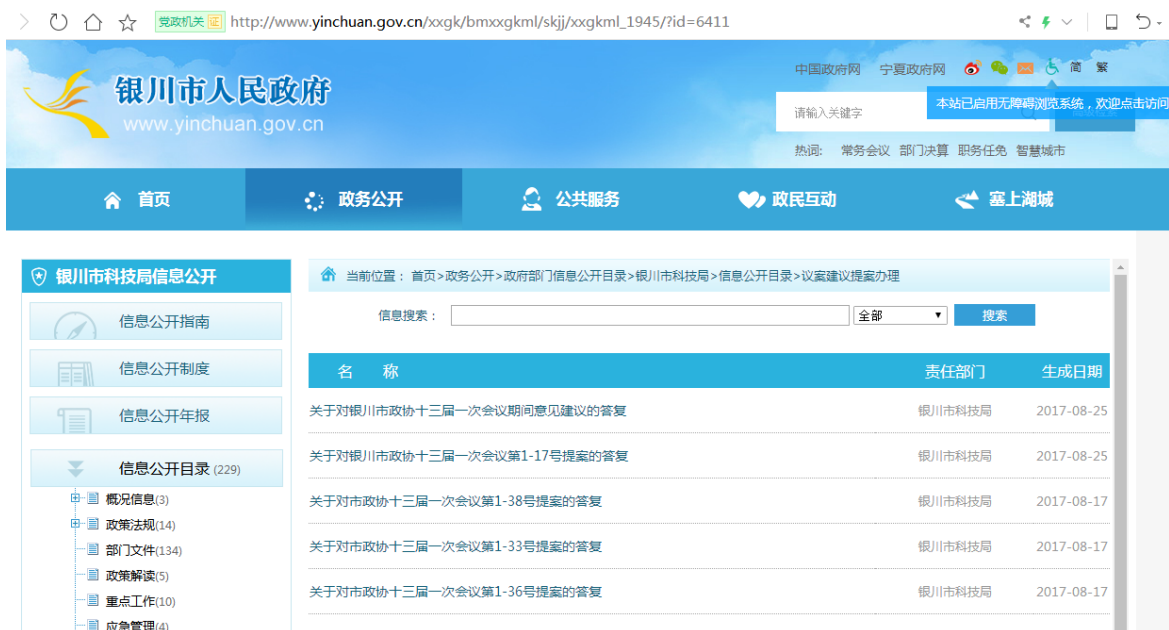 党政机关 证 http://www.yinchuan.gov.cn/xxgk/bmxxgkml/skjj/xxgkml_1945/?id=6411
中国政府网 宁夏政府网 简 繁
银川市人民政府
www.yinchuan.gov.cn
请输入关键字
本站已启用无障碍浏览系统，欢迎点击访问
热词: 常务会议 部门决算 职务任免 智慧城市
首页 政务公开 公共服务 政民互动 塞上湖城
银川市科技局信息公开
信息公开指南
信息公开制度
信息公开年报
信息公开目录 (229)
概况信息(3)
政策法规(14)
部门文件(134)
政策解读(5)
重点工作(10)
应急管理(4)
当前位置： 首页>政务公开>政府部门信息公开目录>银川市科技局>信息公开目录>议案建议提案办理
信息搜索： 全部 搜索
名 称 责任部门 生成日期
关于对银川市政协十三届一次会议期间意见建议的答复 银川市科技局 2017-08-25
关于对银川市政协十三届一次会议第1-17号提案的答复 银川市科技局 2017-08-25
关于对市政协十三届一次会议第1-38号提案的答复 银川市科技局 2017-08-17
关于对市政协十三届一次会议第1-33号提案的答复 银川市科技局 2017-08-17
关于对市政协十三届一次会议第1-36号提案的答复 银川市科技局 2017-08-17